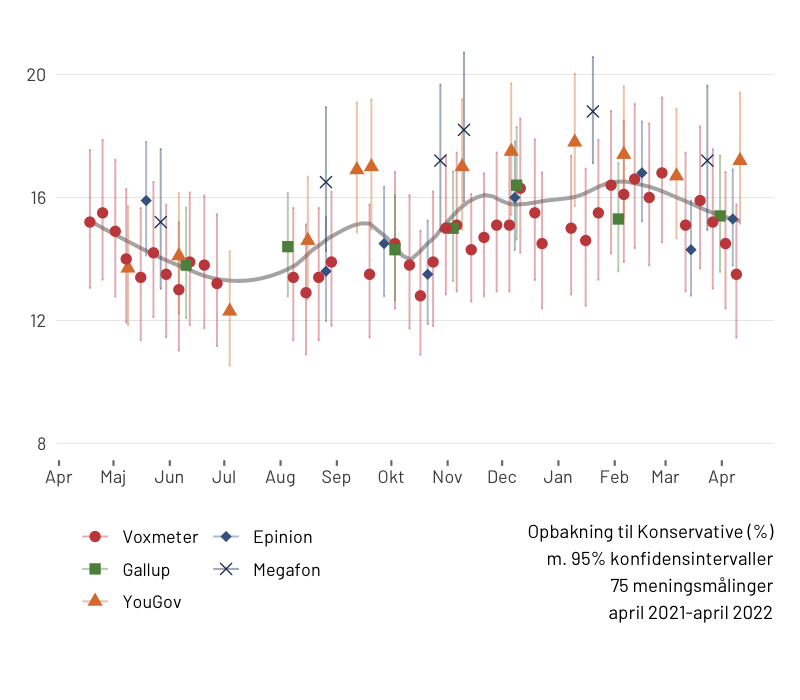 20
16
12
8
Apr Maj Jun Jul Aug Sep Okt Nov Dec Jan Feb Mar Apr
Voxmeter Epinion
Gallup Megafon
YouGov
Opbakning til Konservative (%)
m. 95% konfidensintervaller
75 meningsmålinger
april 2021-april 2022